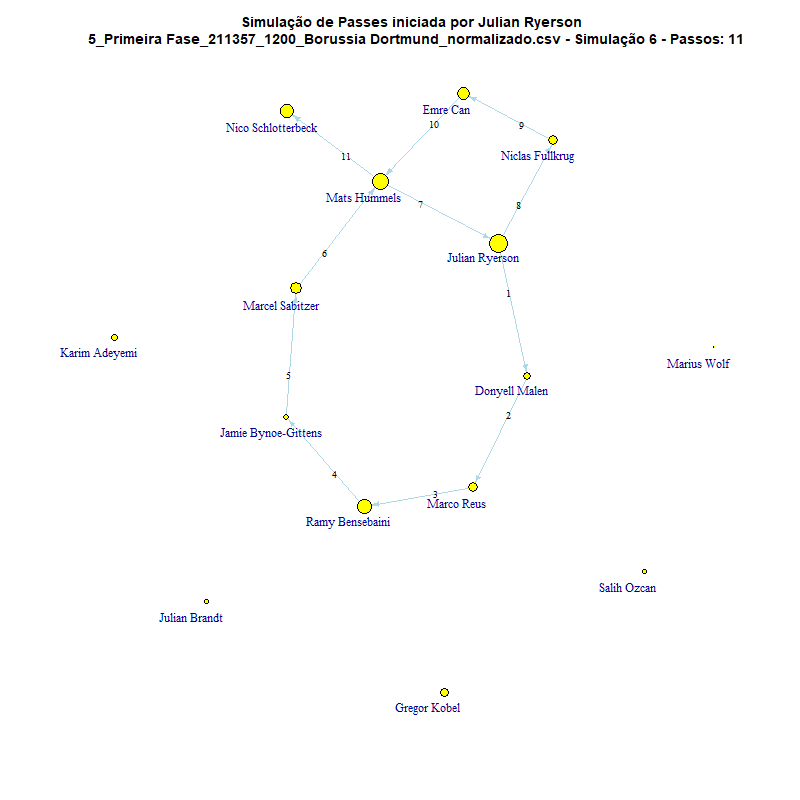 Simulação de Passes iniciada por Julian Ryerson
5_Primeira Fase_211357_1200_Borussia Dortmund_normalizado.csv - Simulação 6 - Passos: 11
Emre Can
10
9
Nico Schlotterbeck
11
Niclas Fullkrug
Mats Hummels
7
8
6
Julian Ryerson
1
Marcel Sabitzer
Karim Adeyemi
Marius Wolf
5
Donyell Malen
2
Jamie Bynoe-Gittens
4
3
Marco Reus
Ramy Bensebaini
Salih Ozcan
Julian Brandt
Gregor Kobel